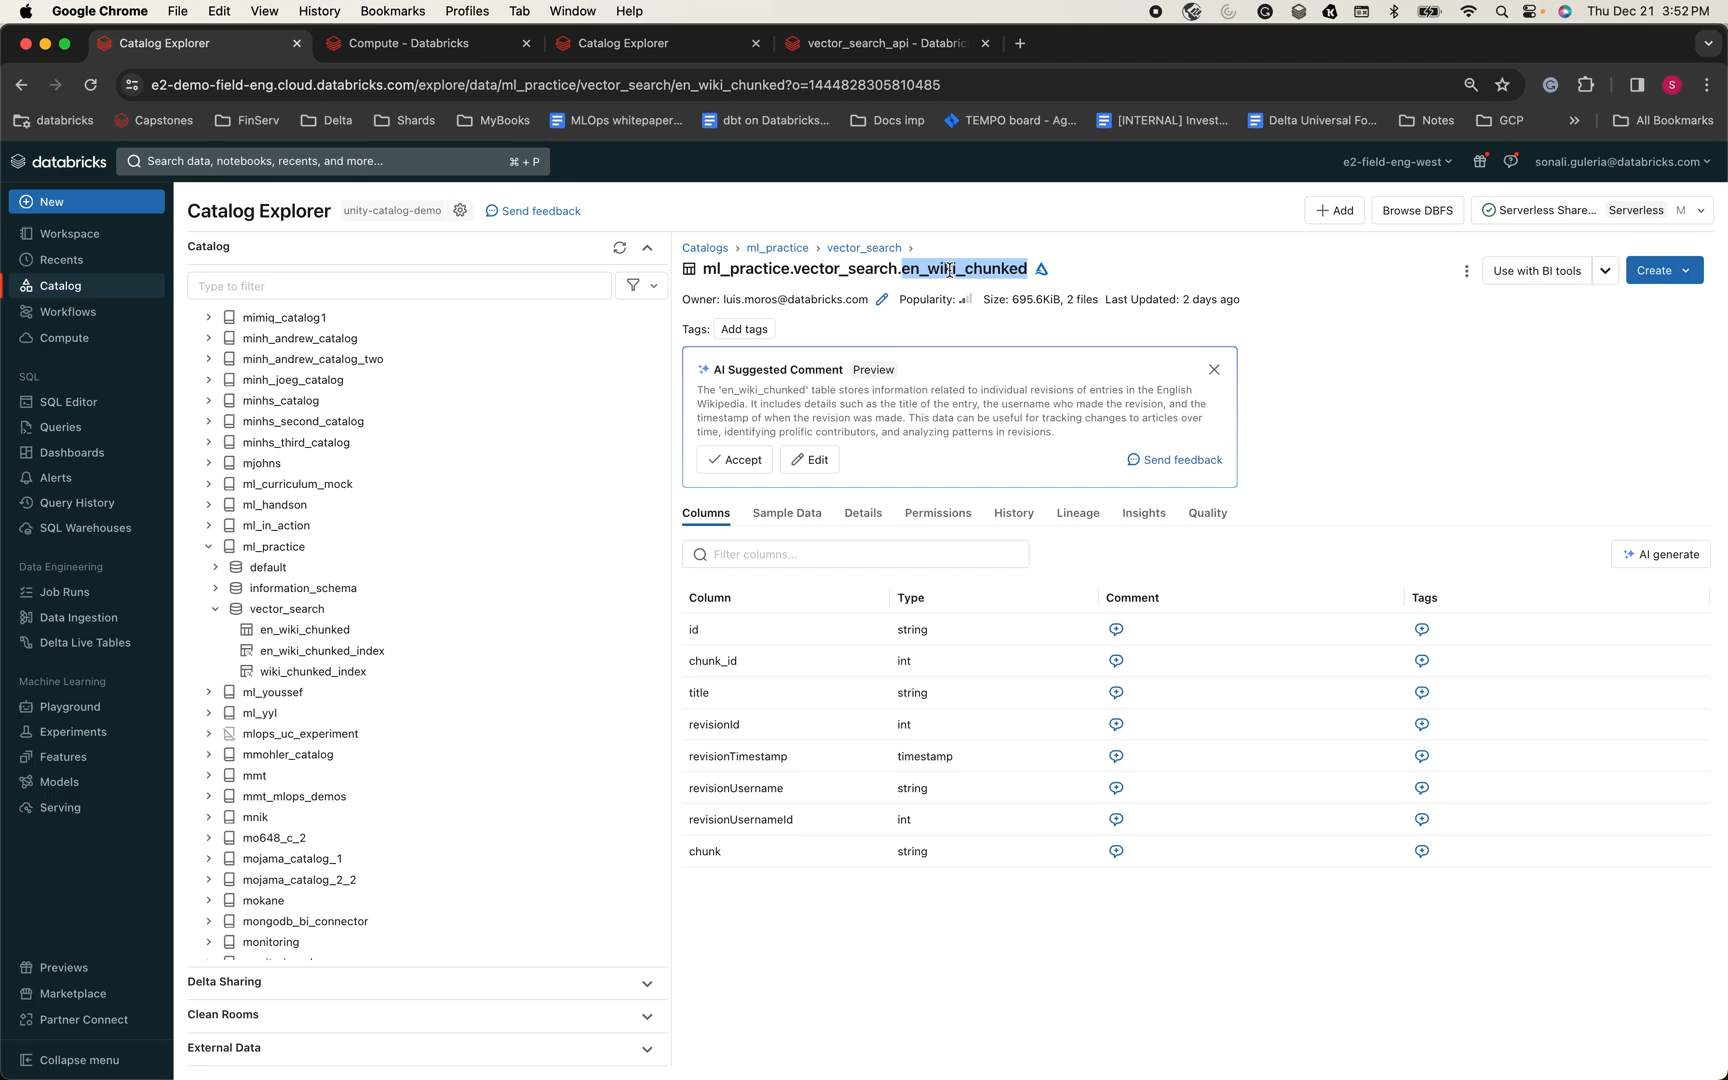 Google Chrome File Edit View History Bookmarks Profiles Tab Window Help Thu Dec 21 3:52 PM
Catalog Explorer Compute - Databricks Catalog Explorer vector_search_api - Databric
e2-demo-field-eng.cloud.databricks.com/explore/data/ml_practice/vector_search/en_wiki_chunked?o=1444828305810485 S
databricks Capstones FinServ Delta Shards MyBooks MLOps whitepaper... dbt on Databricks... Docs imp TEMPO board - Ag... [INTERNAL] Invest... Delta Universal Fo... Notes GCP » All Bookmarks
databricks Search data, notebooks, recents, and more... ⌘ + P e2-field-eng-west sonali.guleria@databricks.com
New
Workspace
Recents
Catalog
Workflows
Compute
SQL
SQL Editor
Queries
Dashboards
Alerts
Query History
SQL Warehouses
Data Engineering
Job Runs
Data Ingestion
Delta Live Tables
Machine Learning
Playground
Experiments
Features
Models
Serving
Previews
Marketplace
Partner Connect
Collapse menu
Catalog Explorer unity-catalog-demo Send feedback + Add Browse DBFS Serverless Share... Serverless M
Catalog
Type to filter
mimiq_catalog1
minh_andrew_catalog
minh_andrew_catalog_two
minh_joeg_catalog
minhs_catalog
minhs_second_catalog
minhs_third_catalog
mjohns
ml_curriculum_mock
ml_handson
ml_in_action
ml_practice
default
information_schema
vector_search
en_wiki_chunked
en_wiki_chunked_index
wiki_chunked_index
ml_youssef
ml_yyl
mlops_uc_experiment
mmohler_catalog
mmt
mmt_mlops_demos
mnik
mo648_c_2
mojama_catalog_1
mojama_catalog_2_2
mokane
mongodb_bi_connector
monitoring
Delta Sharing
Clean Rooms
External Data
Catalogs › ml_practice › vector_search ›
ml_practice.vector_search.en_wiki_chunked Use with BI tools Create
Owner: luis.moros@databricks.com Popularity: Size: 695.6KiB, 2 files Last Updated: 2 days ago
Tags: Add tags
AI Suggested Comment Preview
The 'en_wiki_chunked' table stores information related to individual revisions of entries in the English
Wikipedia. It includes details such as the title of the entry, the username who made the revision, and the
timestamp of when the revision was made. This data can be useful for tracking changes to articles over
time, identifying prolific contributors, and analyzing patterns in revisions.
Accept Edit Send feedback
Columns Sample Data Details Permissions History Lineage Insights Quality
Filter columns... AI generate
Column Type Comment Tags
id string
chunk_id int
title string
revisionId int
revisionTimestamp timestamp
revisionUsername string
revisionUsernameId int
chunk string